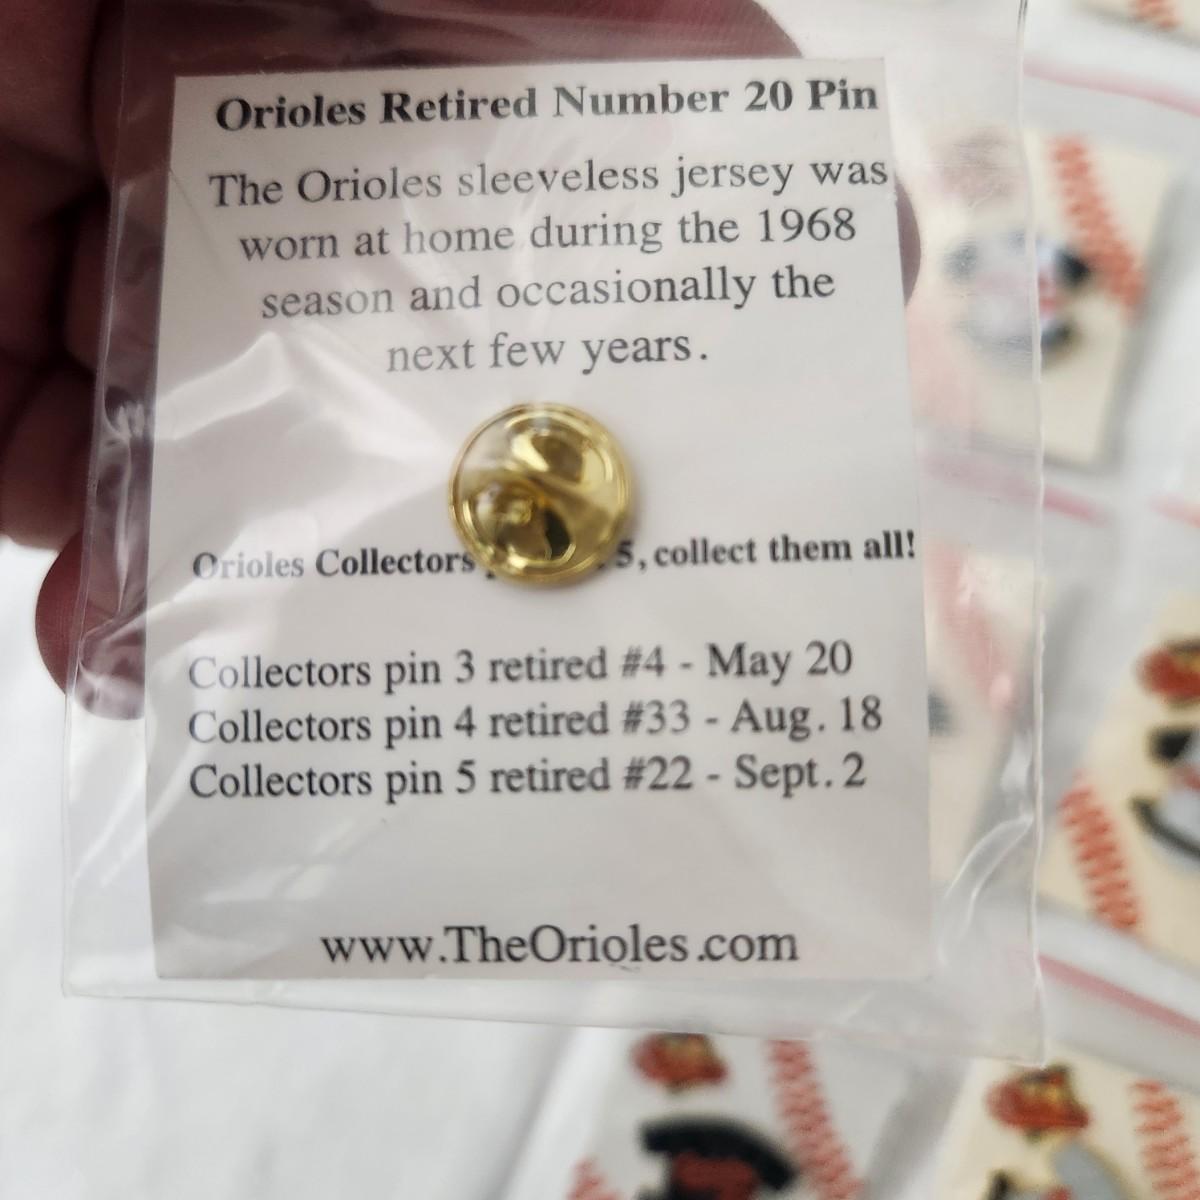 Orioles Retired Number 20 Pin
The Orioles sleeveless jersey was
worn at home during the 1968
season and occasionally the
next few years.
Orioles Collectors 5, collect them all!
Collectors pin 3 retired #4 - May 20
Collectors pin 4 retired #33 - Aug. 18
Collectors pin 5 retired #22 - Sept. 2
www.TheOrioles.com